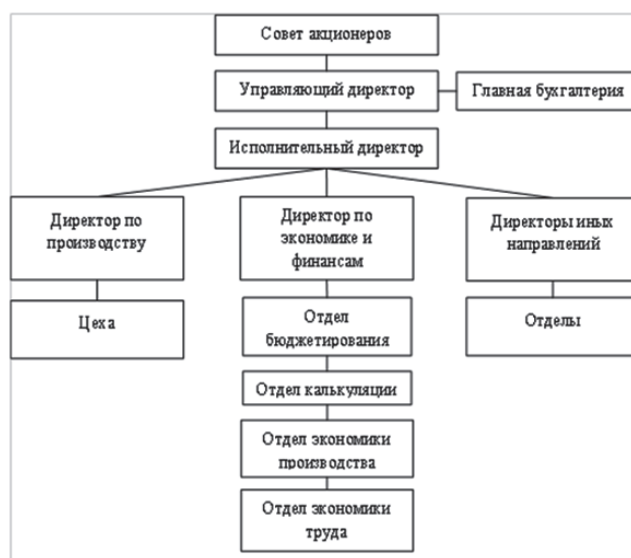 Совет акционеров
Управляющий директор
Главная бухгалтерия
Исполнительный директор
Директор по
производству
Директор по
экономике и
финансам
Директоры иных
направлений
Цеха
Отдел
бюджетирования
Отделы
Отдел калькуляции
Отдел экономики
производства
Отдел экономики
труда